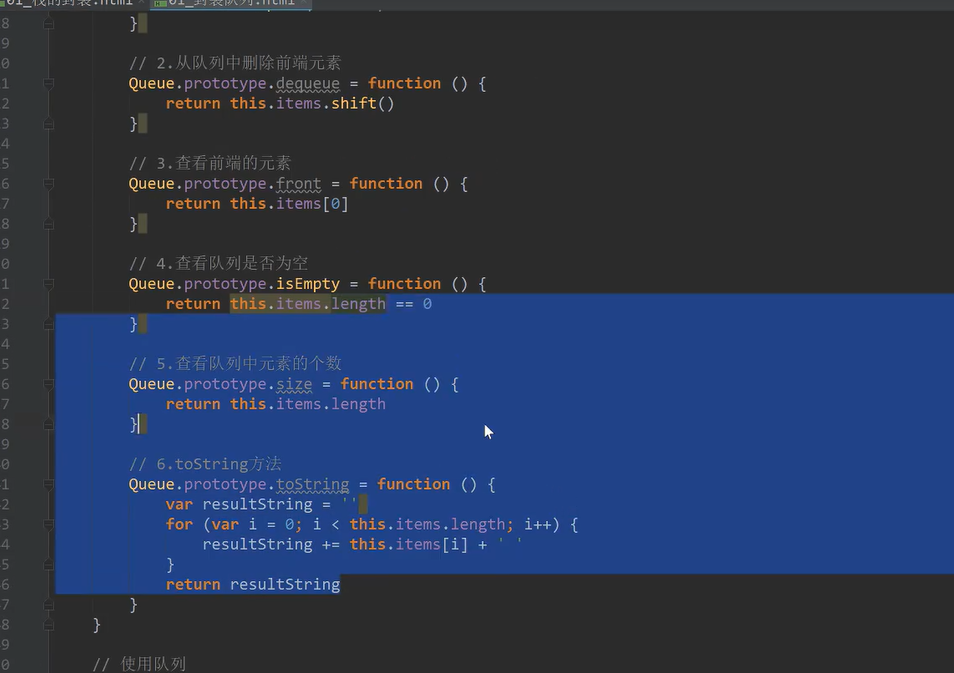 01_栈的封装.html 01_封装队列.html
8 }
9
0 // 2.从队列中删除前端元素
1 Queue.prototype.dequeue = function () {
2 return this.items.shift()
3 }
4
5 // 3.查看前端的元素
6 Queue.prototype.front = function () {
7 return this.items[0]
8 }
9
0 // 4.查看队列是否为空
1 Queue.prototype.isEmpty = function () {
2 return this.items.length == 0
3 }
4
5 // 5.查看队列中元素的个数
6 Queue.prototype.size = function () {
7 return this.items.length
8 }
9
0 // 6.toString方法
1 Queue.prototype.toString = function () {
2 var resultString = ''
3 for (var i = 0; i < this.items.length; i++) {
4 resultString += this.items[i] + ' '
5 }
6 return resultString
7 }
8 }
9
0 // 使用队列